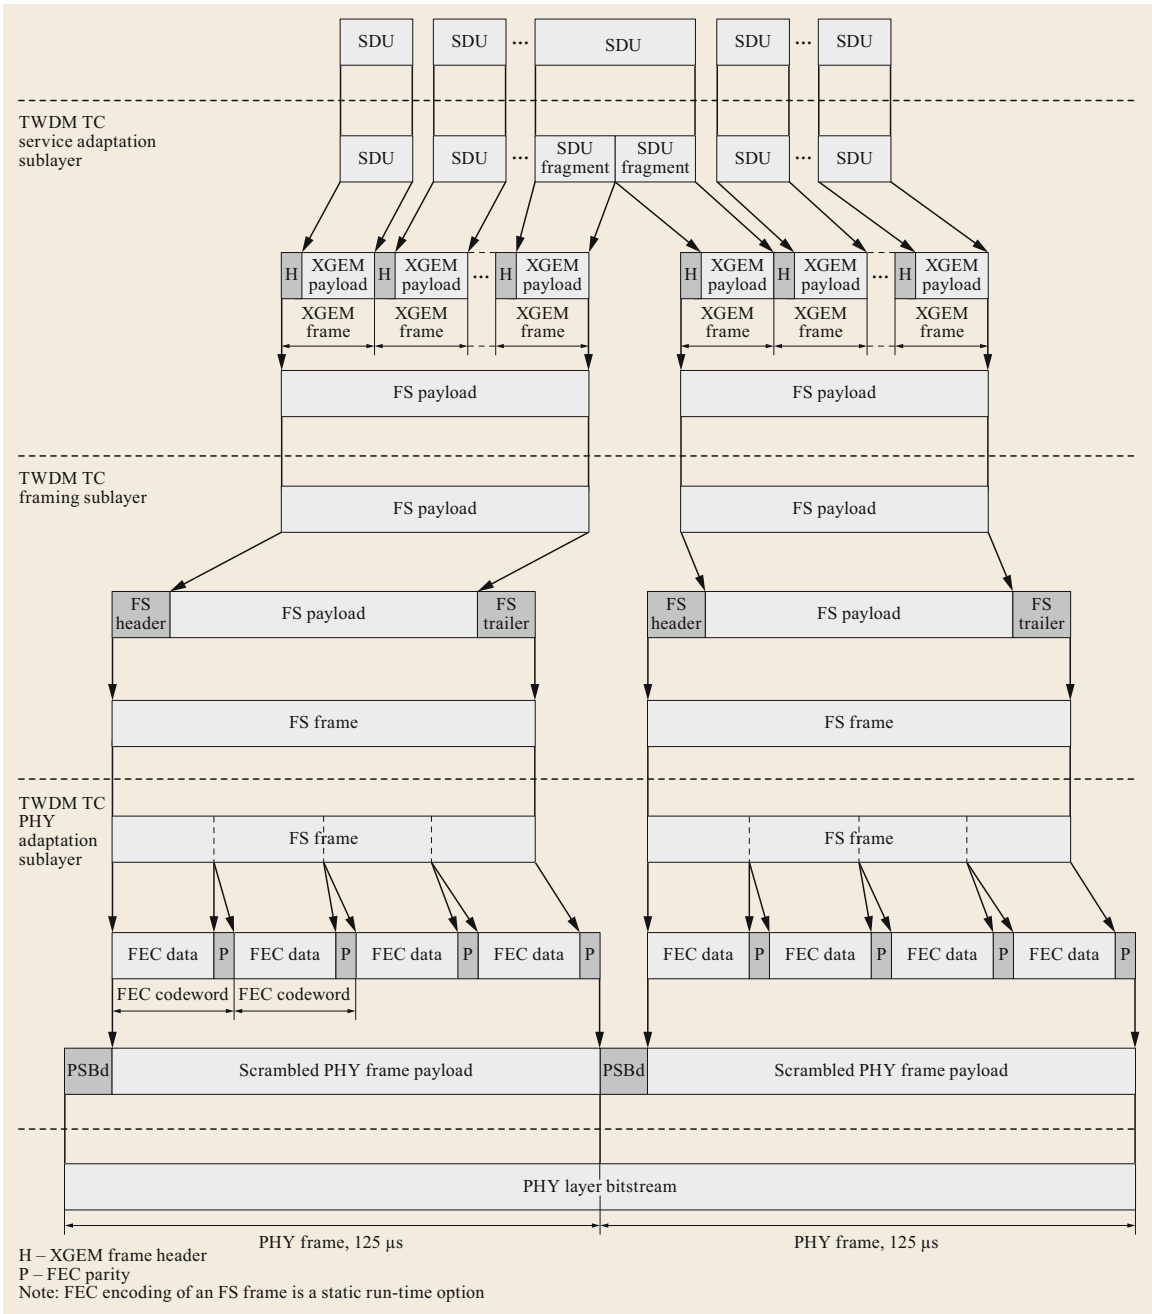 SDU SDU ... SDU SDU ... SDU
TWDM TC
service adaptation
sublayer
SDU SDU ... SDU fragment SDU fragment SDU ... SDU
H XGEM payload H XGEM payload ... H XGEM payload H XGEM payload H XGEM payload ... H XGEM payload
XGEM frame XGEM frame XGEM frame XGEM frame XGEM frame XGEM frame
FS payload FS payload
TWDM TC
framing sublayer
FS payload FS payload
FS header FS payload FS trailer FS header FS payload FS trailer
FS frame FS frame
TWDM TC
PHY
adaptation
sublayer
FS frame FS frame
FEC data P FEC data P FEC data P FEC data P FEC data P FEC data P FEC data P FEC data P
FEC codeword FEC codeword
PSBd Scrambled PHY frame payload PSBd Scrambled PHY frame payload
PHY layer bitstream
PHY frame, 125 µs PHY frame, 125 µs
H – XGEM frame header
P – FEC parity
Note: FEC encoding of an FS frame is a static run-time option